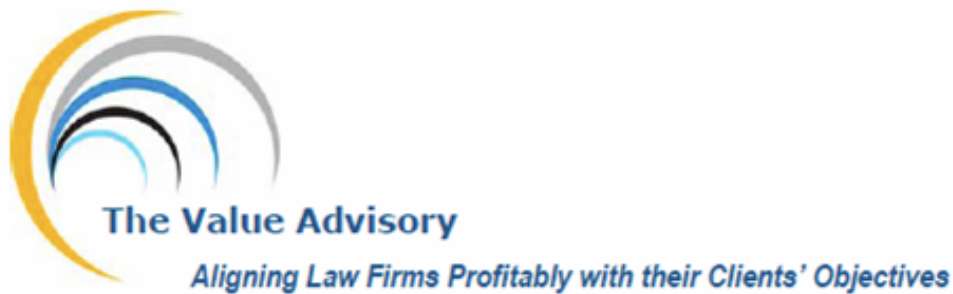 The Value Advisory
Aligning Law Firms Profitably with their Clients’ Objectives